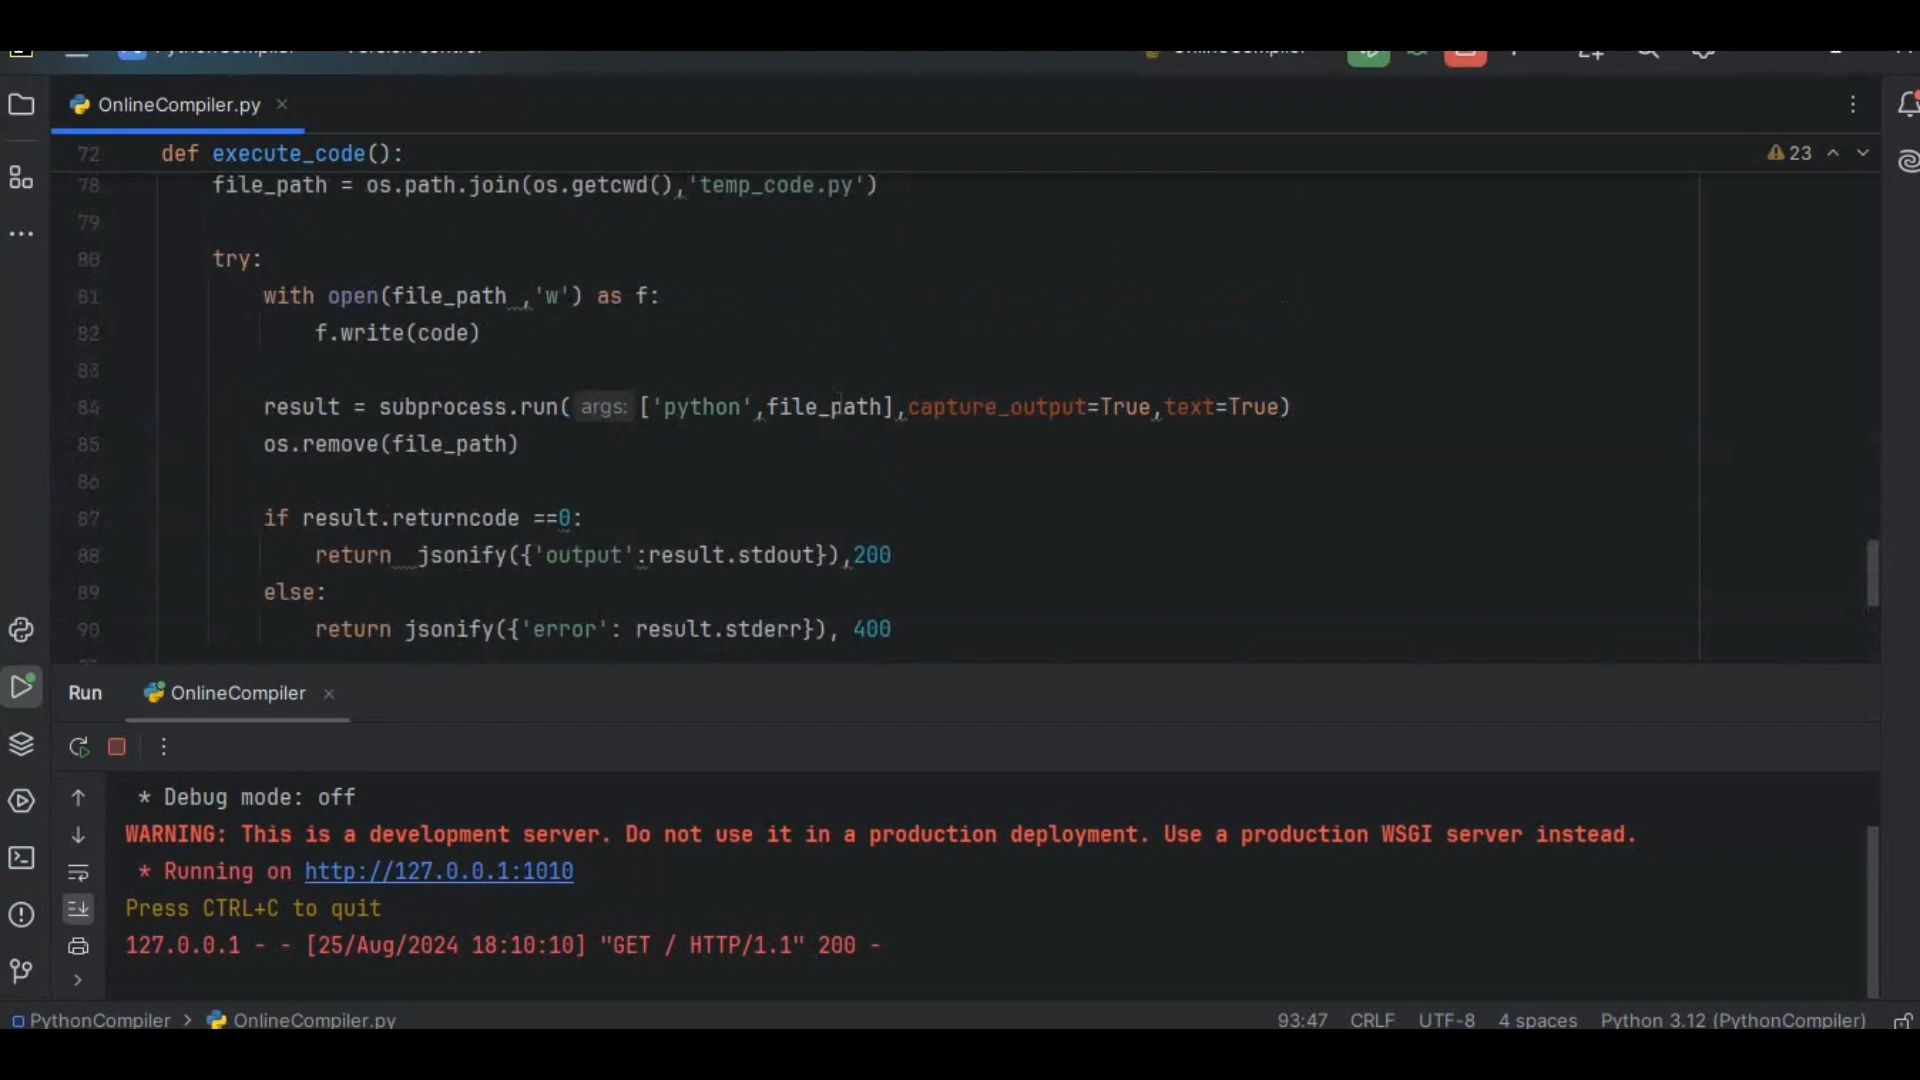 OnlineCompiler.py
72 def execute_code():
23
78 file_path = os.path.join(os.getcwd(),'temp_code.py')
79
80 try:
81 with open(file_path ,'w') as f:
82 f.write(code)
83
84 result = subprocess.run( args: ['python',file_path],capture_output=True,text=True)
85 os.remove(file_path)
86
87 if result.returncode ==0:
88 return  jsonify({'output':result.stdout}),200
89 else:
90 return jsonify({'error': result.stderr}), 400
Run OnlineCompiler
* Debug mode: off
WARNING: This is a development server. Do not use it in a production deployment. Use a production WSGI server instead.
* Running on http://127.0.0.1:1010
Press CTRL+C to quit
127.0.0.1 - - [25/Aug/2024 18:10:10] "GET / HTTP/1.1" 200 -
PythonCompiler > OnlineCompiler.py 93:47 CRLF UTF-8 4 spaces Python 3.12 (PythonCompiler)